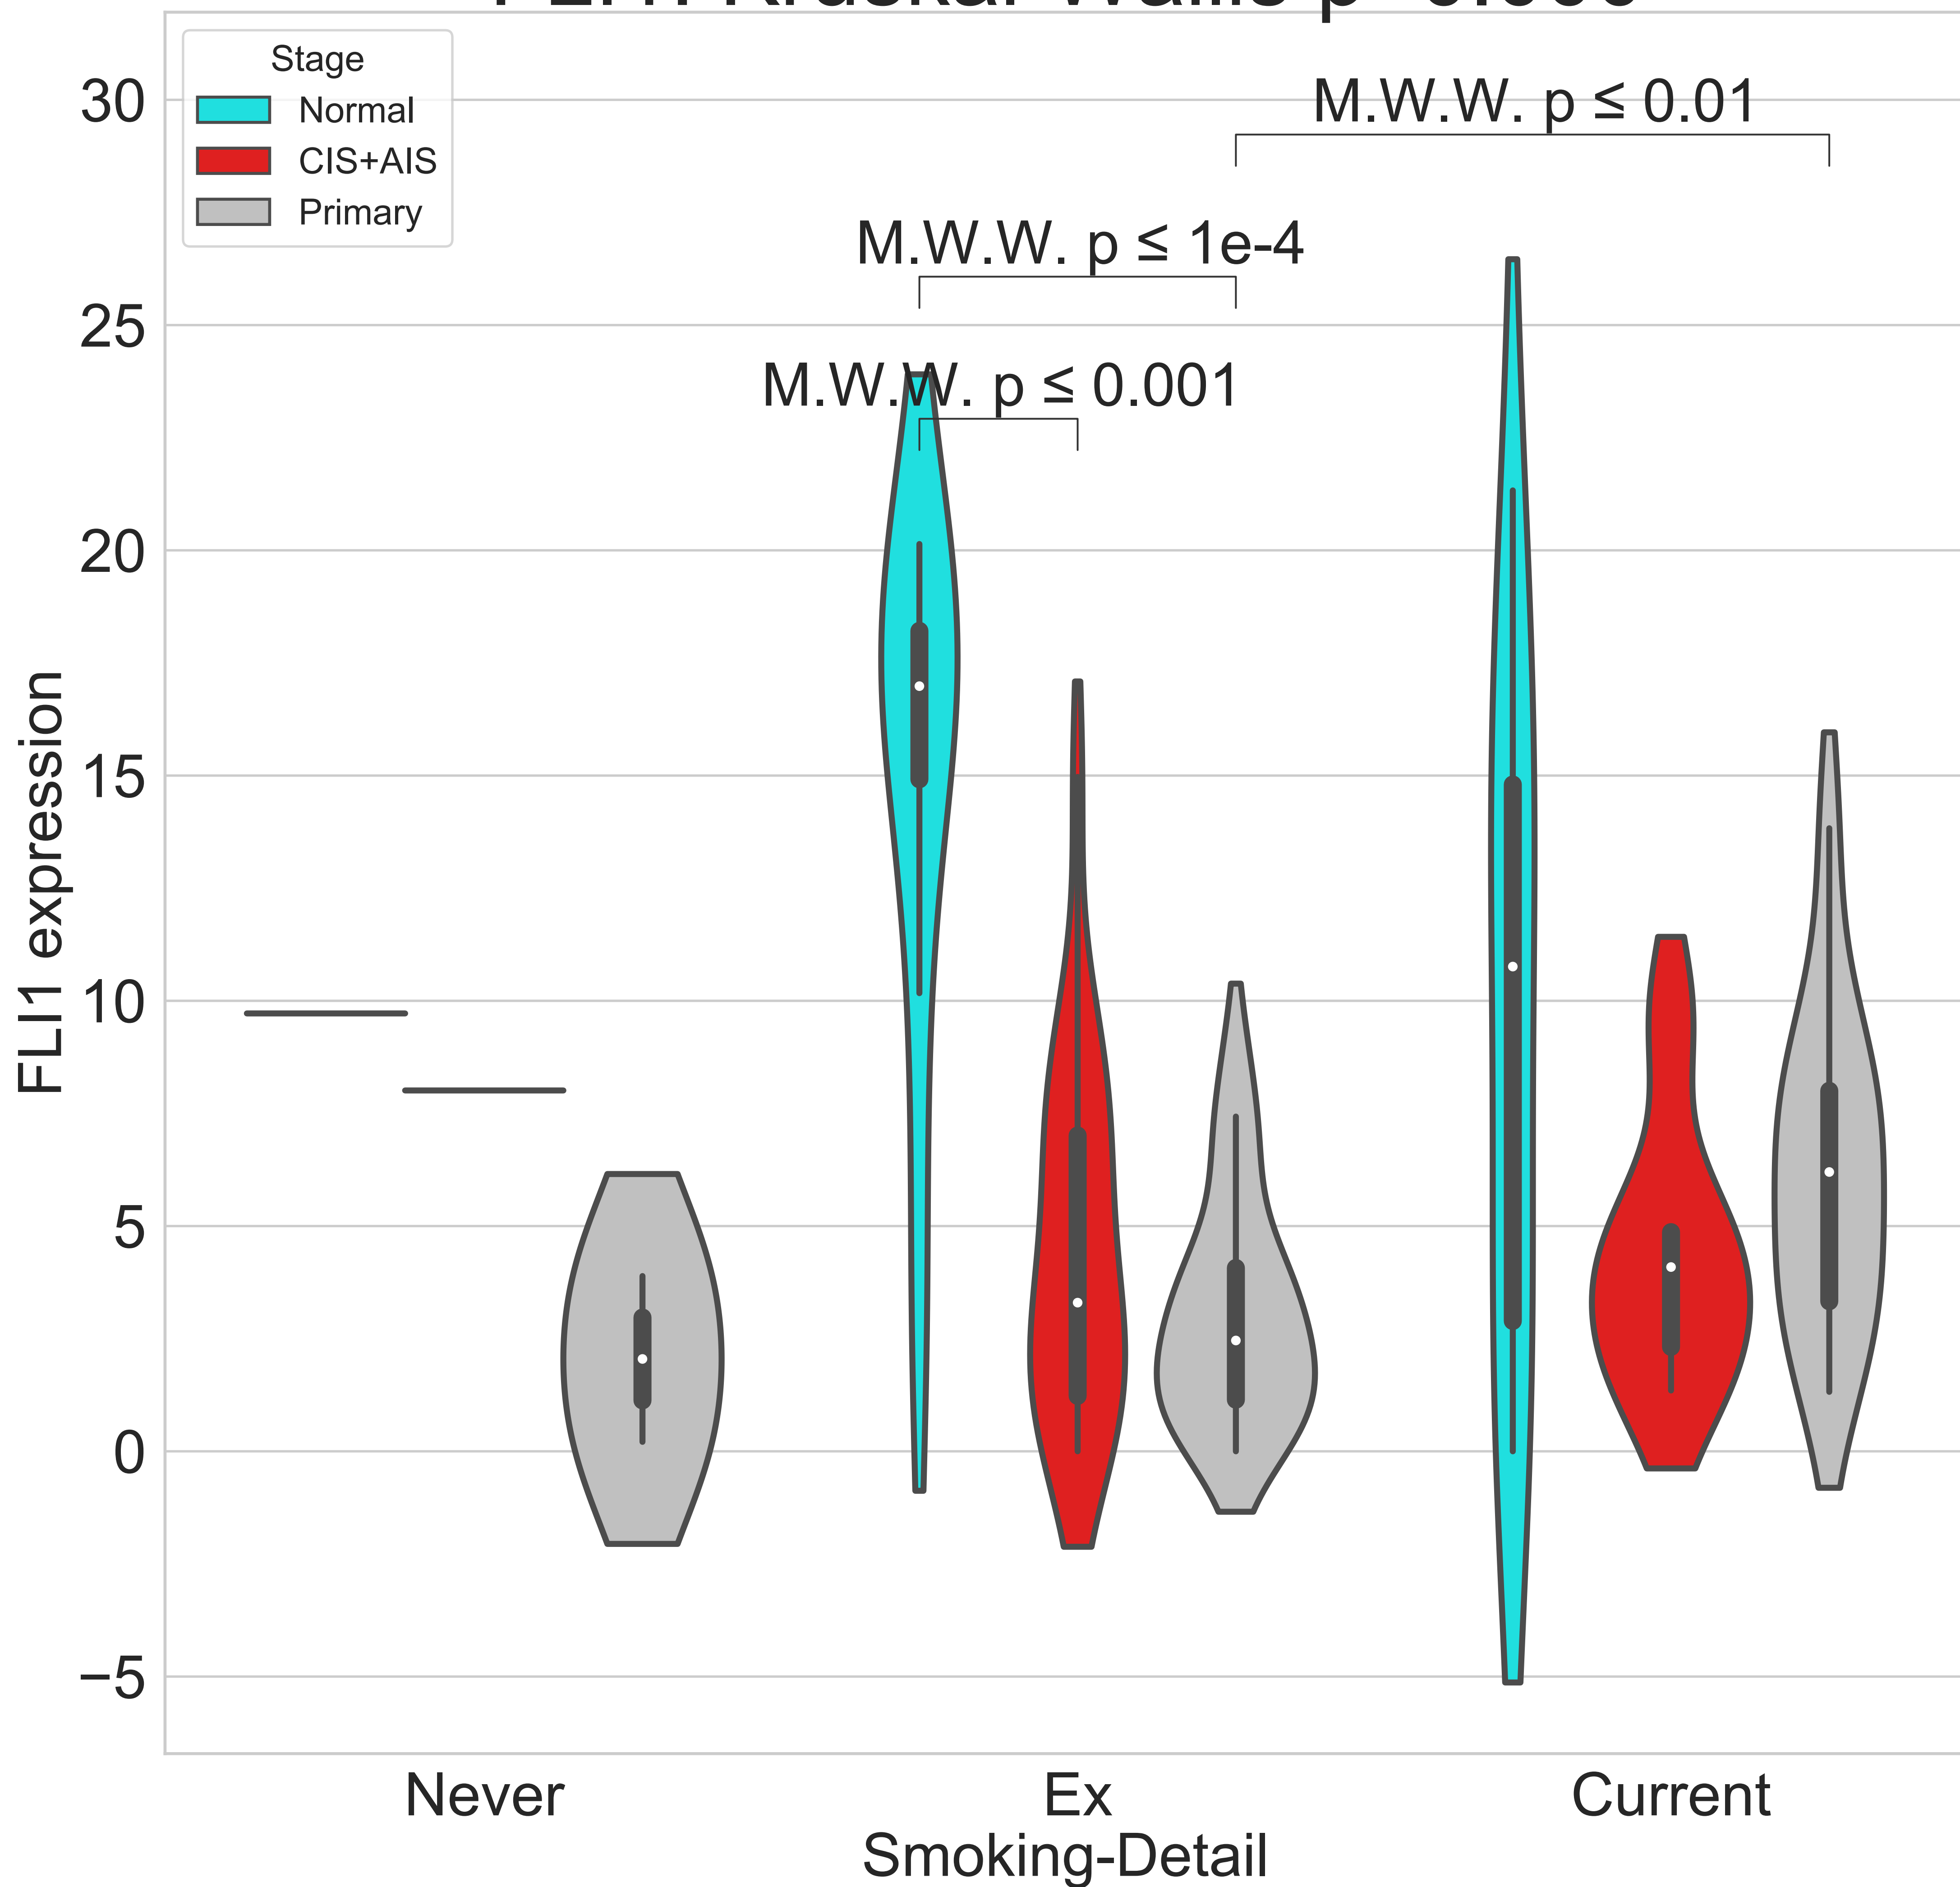 Stage
Normal
CIS+AIS
Primary
M.W.W. p ≤ 0.01
M.W.W. p ≤ 1e-4
M.W.W. p ≤ 0.001
30
25
20
15
10
5
0
−5
FLI1 expression
Never
Ex
Current
Smoking-Detail